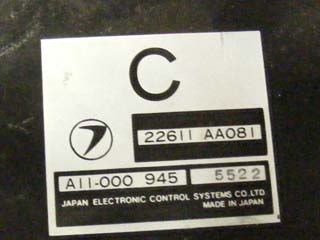 C
22611 AA081
A11-000 945 5522
JAPAN ELECTRONIC CONTROL SYSTEMS CO.,LTD
MADE IN JAPAN